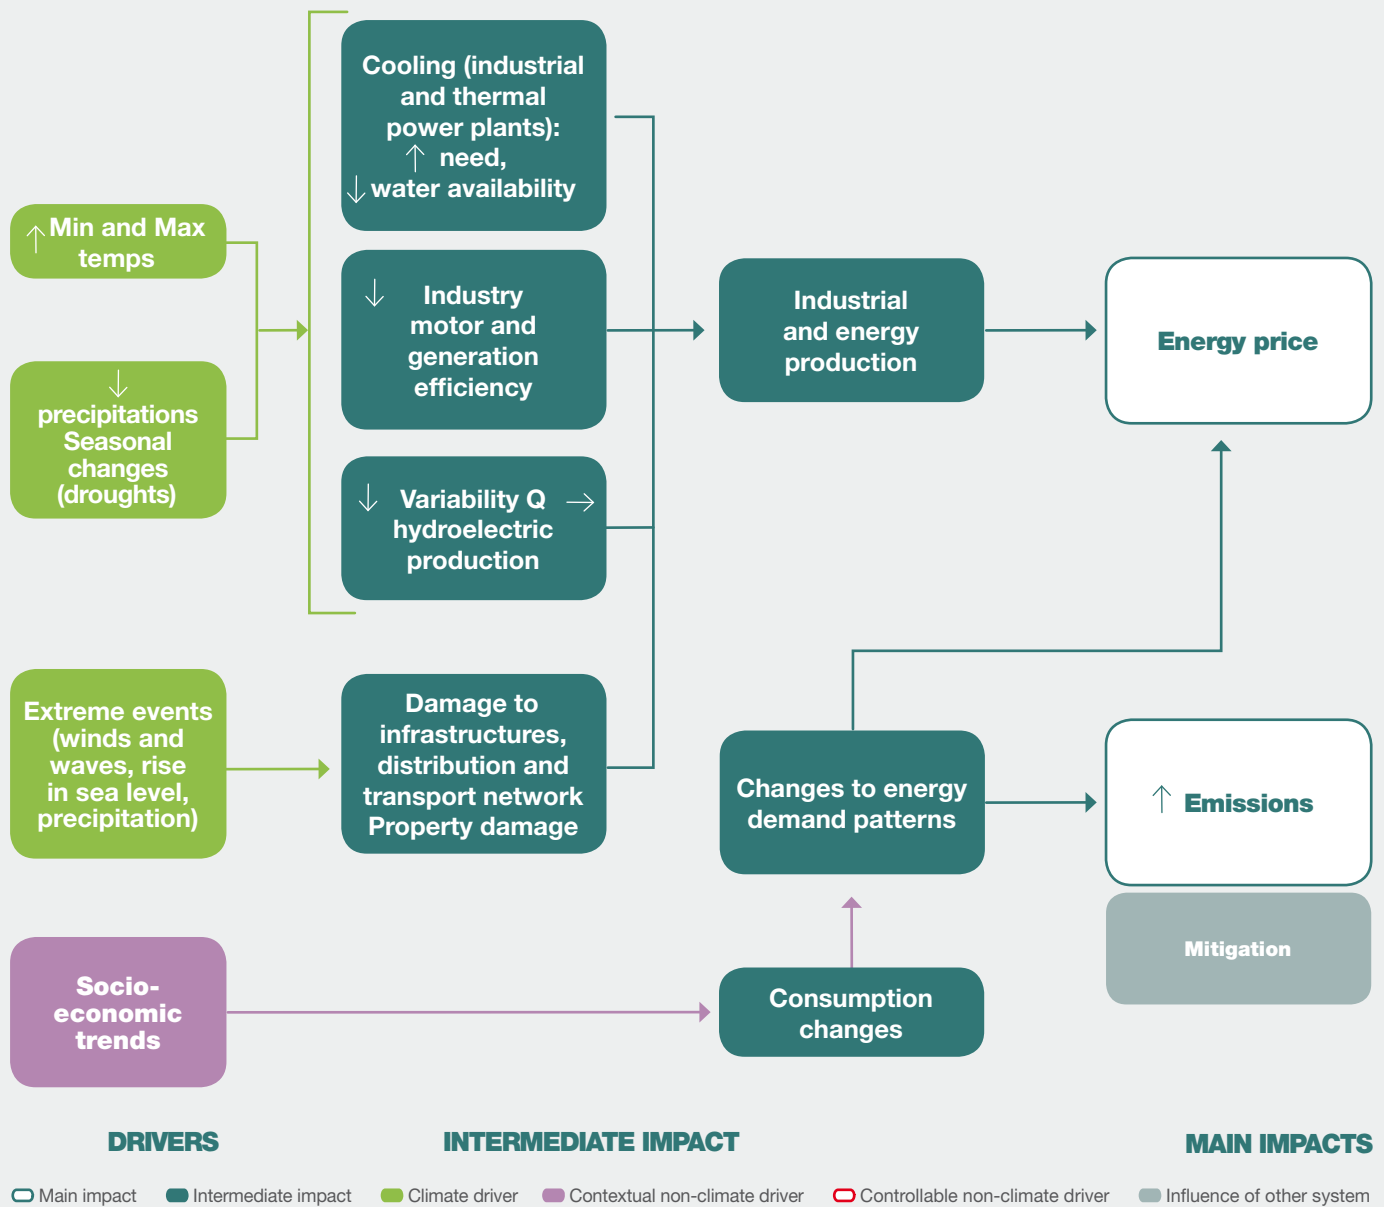 Cooling (industrial
and thermal
power plants):
↑ need,
↓ water availability
↑ Min and Max
temps
↓
precipitations
Seasonal
changes
(droughts)
↓ Industry
motor and
generation
efficiency
↓ Variability Q →
hydroelectric
production
Industrial
and energy
production
Energy price
Extreme events
(winds and
waves, rise
in sea level,
precipitation)
Damage to
infrastructures,
distribution and
transport network
Property damage
Changes to energy
demand patterns
↑ Emissions
Mitigation
Socio-
economic
trends
Consumption
changes
DRIVERS
INTERMEDIATE IMPACT
MAIN IMPACTS
Main impact
Intermediate impact
Climate driver
Contextual non-climate driver
Controllable non-climate driver
Influence of other system